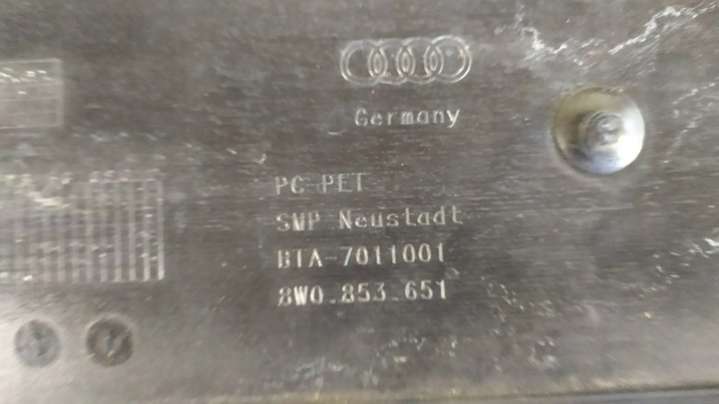 Germany
PC PET
SMP Neustadt
BTA-7011001
8W0.853.651